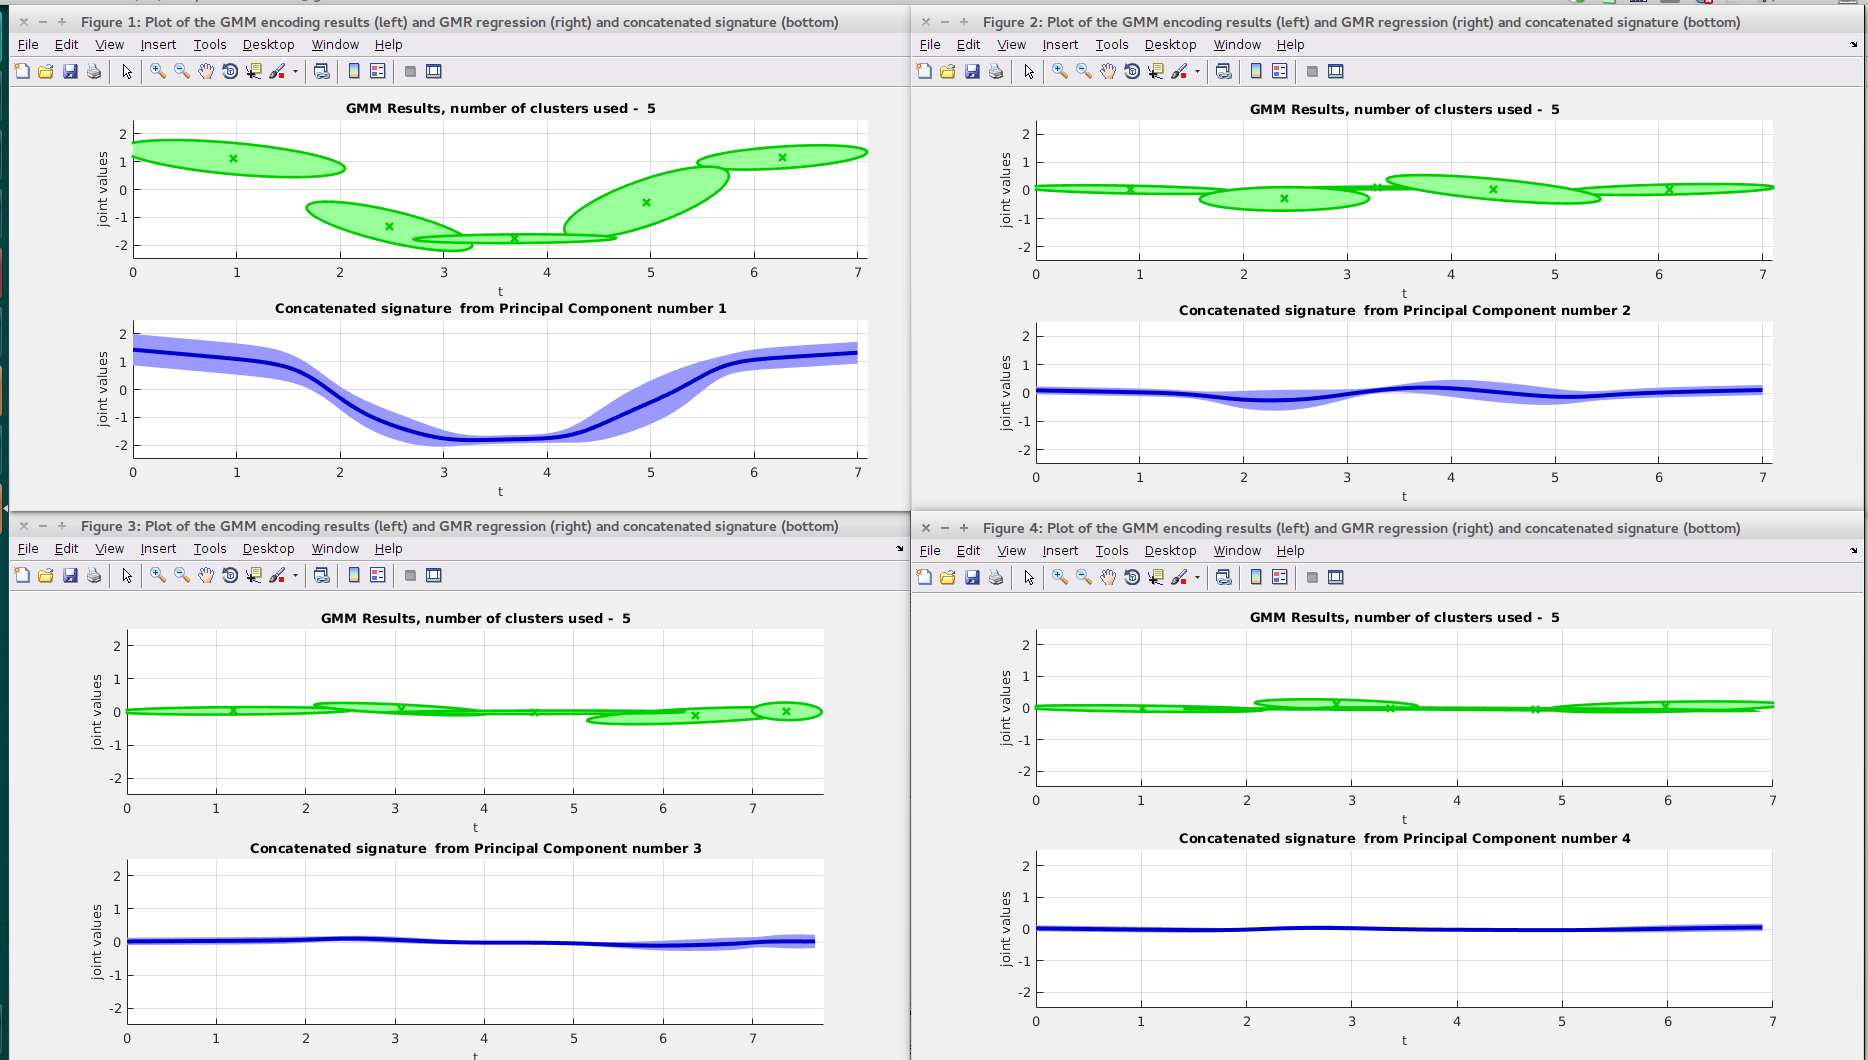 Figure 1: Plot of the GMM encoding results (left) and GMR regression (right) and concatenated signature (bottom)
File Edit View Insert Tools Desktop Window Help
GMM Results, number of clusters used - 5
2
1
0
-1
-2
joint values
0 1 2 3 4 5 6 7
t
Concatenated signature from Principal Component number 1
2
1
0
-1
-2
joint values
0 1 2 3 4 5 6 7
t
Figure 2: Plot of the GMM encoding results (left) and GMR regression (right) and concatenated signature (bottom)
File Edit View Insert Tools Desktop Window Help
GMM Results, number of clusters used - 5
2
1
0
-1
-2
joint values
0 1 2 3 4 5 6 7
t
Concatenated signature from Principal Component number 2
2
1
0
-1
-2
joint values
0 1 2 3 4 5 6 7
t
Figure 3: Plot of the GMM encoding results (left) and GMR regression (right) and concatenated signature (bottom)
File Edit View Insert Tools Desktop Window Help
GMM Results, number of clusters used - 5
2
1
0
-1
-2
joint values
0 1 2 3 4 5 6 7
t
Concatenated signature from Principal Component number 3
2
1
0
-1
-2
joint values
0 1 2 3 4 5 6 7
t
Figure 4: Plot of the GMM encoding results (left) and GMR regression (right) and concatenated signature (bottom)
File Edit View Insert Tools Desktop Window Help
GMM Results, number of clusters used - 5
2
1
0
-1
-2
joint values
0 1 2 3 4 5 6 7
t
Concatenated signature from Principal Component number 4
2
1
0
-1
-2
joint values
0 1 2 3 4 5 6 7
t